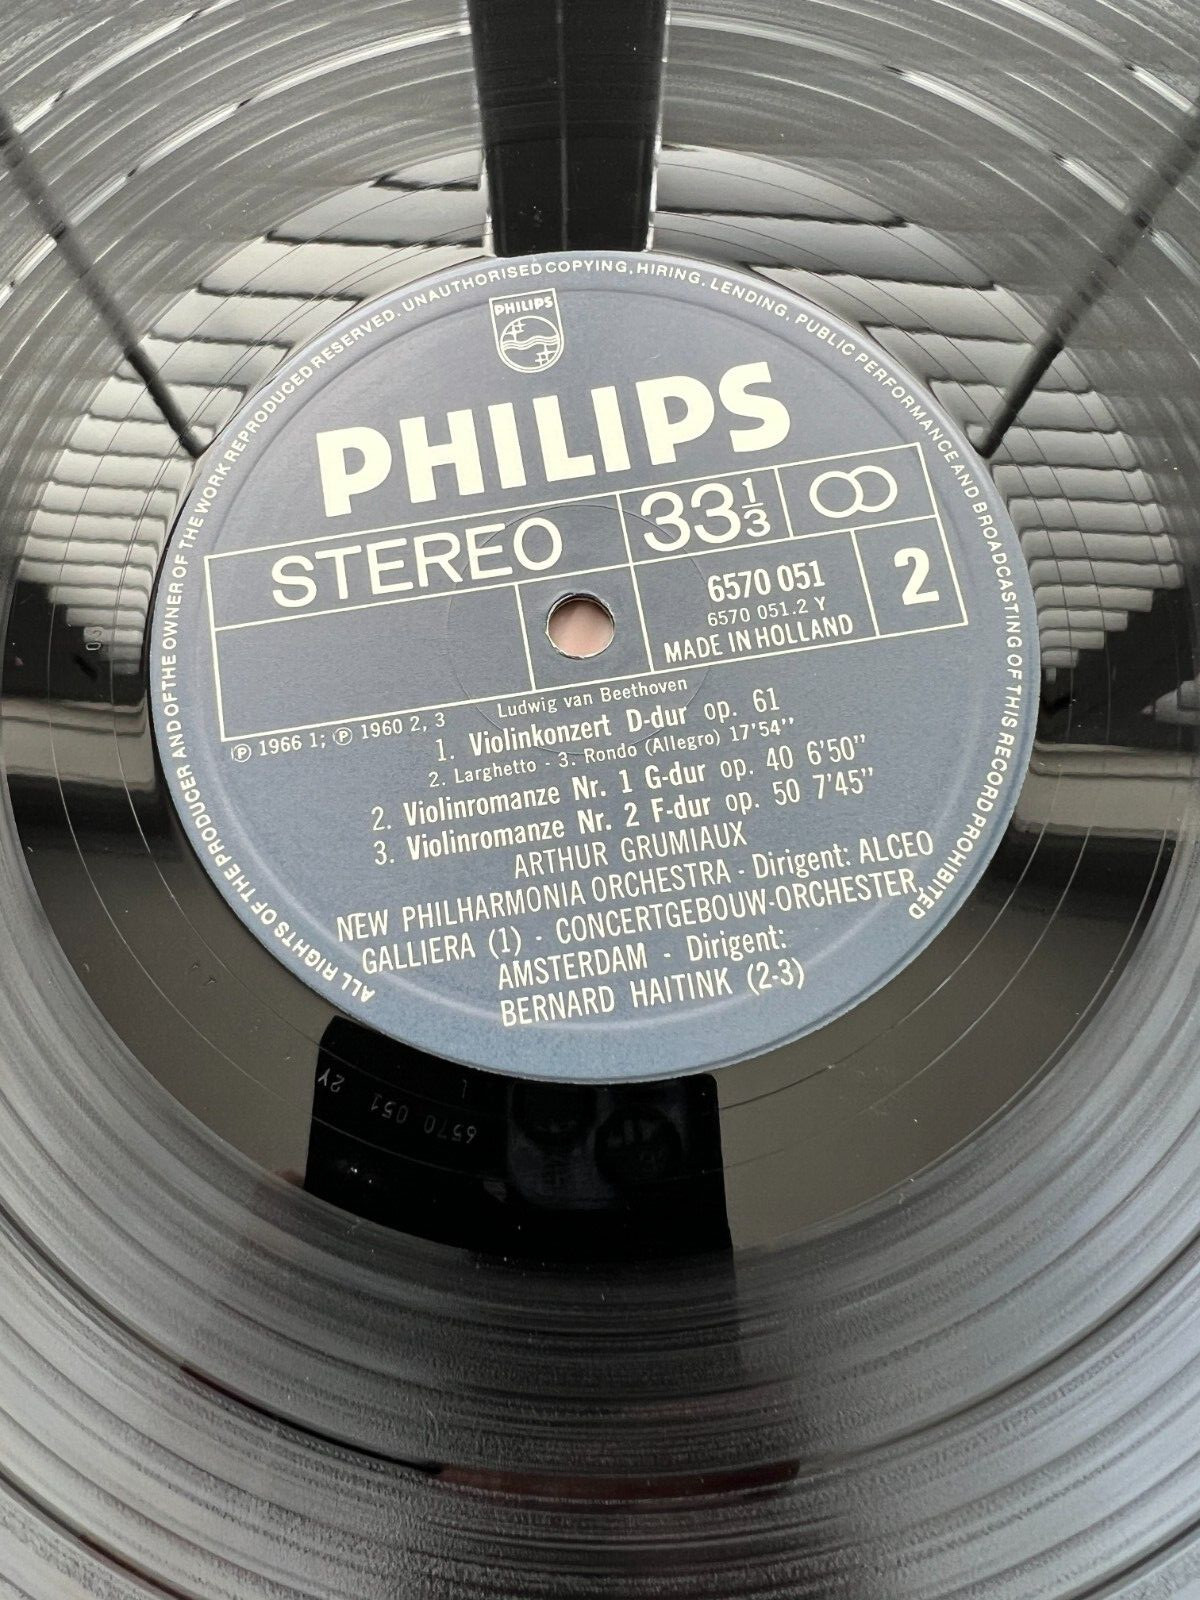 ALL RIGHTS OF THE PRODUCER AND OF THE OWNER OF THE WORK REPRODUCED RESERVED. UNAUTHORISED COPYING, HIRING, LENDING, PUBLIC PERFORMANCE AND BROADCASTING OF THIS RECORD PROHIBITED
PHILIPS
PHILIPS
STEREO 33 1/3
6570 051 2
6570 051.2 Y
MADE IN HOLLAND
Ludwig van Beethoven
℗ 1966 1; ℗ 1960 2, 3
1. Violinkonzert D-dur op. 61
2. Larghetto - 3. Rondo (Allegro) 17'54"
2. Violinromanze Nr. 1 G-dur op. 40 6'50"
3. Violinromanze Nr. 2 F-dur op. 50 7'45"
ARTHUR GRUMIAUX
NEW PHILHARMONIA ORCHESTRA - Dirigent: ALCEO
GALLIERA (1) - CONCERTGEBOUW-ORCHESTER,
AMSTERDAM - Dirigent:
BERNARD HAITINK (2-3)
6570 051 2Y